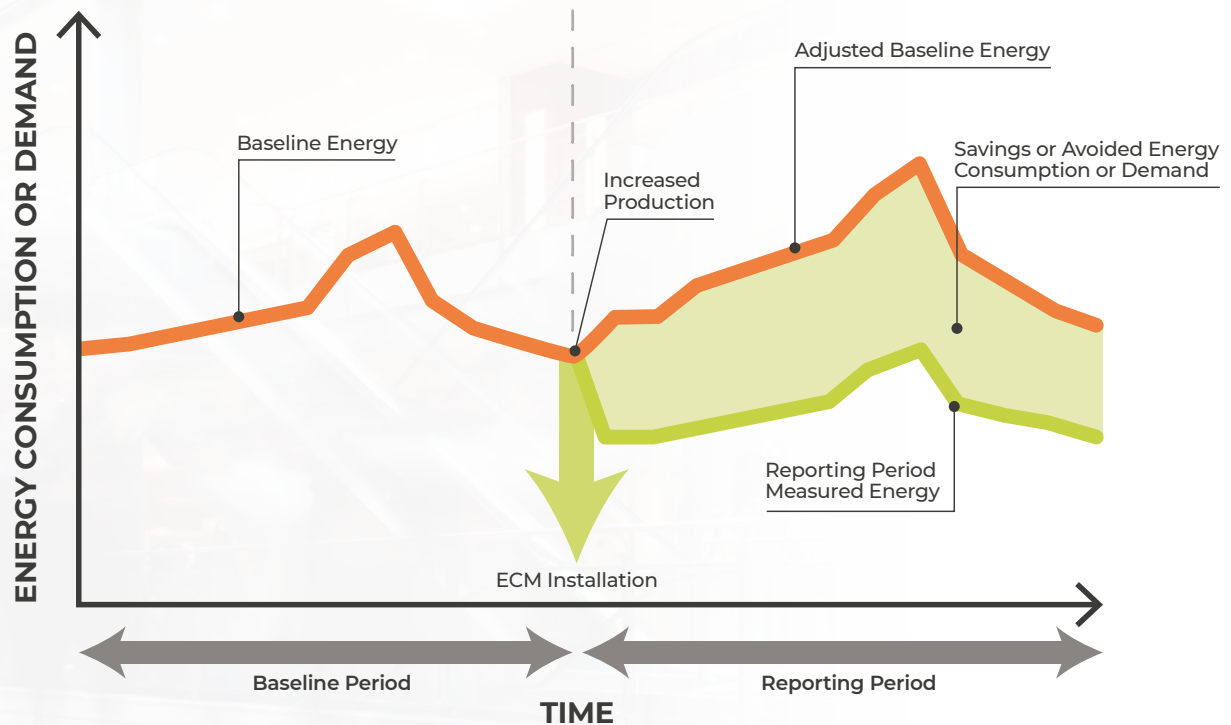 ENERGY CONSUMPTION OR DEMAND
Adjusted Baseline Energy
Baseline Energy
Savings or Avoided Energy
Consumption or Demand
Increased
Production
Reporting Period
Measured Energy
ECM Installation
Baseline Period
Reporting Period
TIME